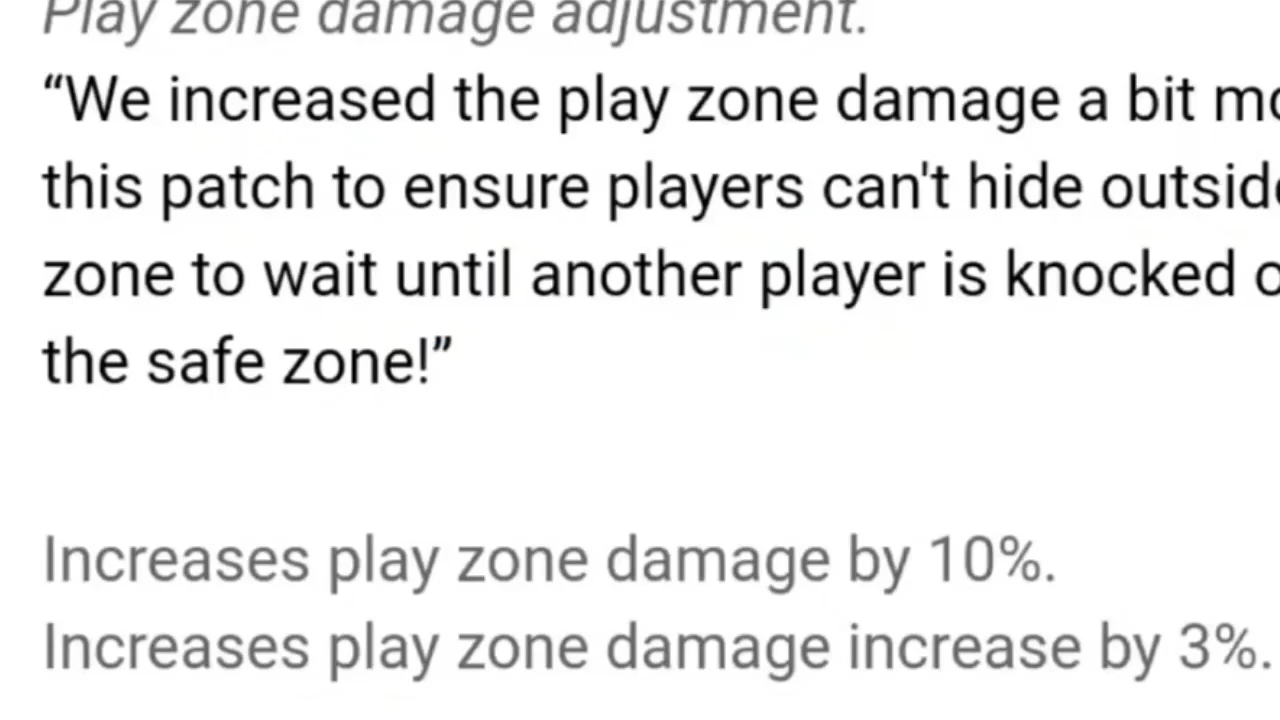 Play zone damage adjustment.
“We increased the play zone damage a bit
this patch to ensure players can't hide outside
zone to wait until another player is knocked
the safe zone!”
Increases play zone damage by 10%.
Increases play zone damage increase by 3%.